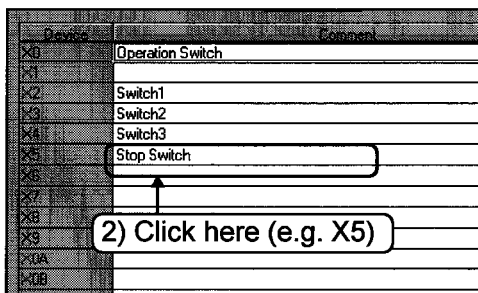 Device Comment
X0 Operation Switch
X1
X2 Switch1
X3 Switch2
X4 Switch3
X5 Stop Switch
X6
X7
X8
2) Click here (e.g. X5)
X9
X0A
X0B